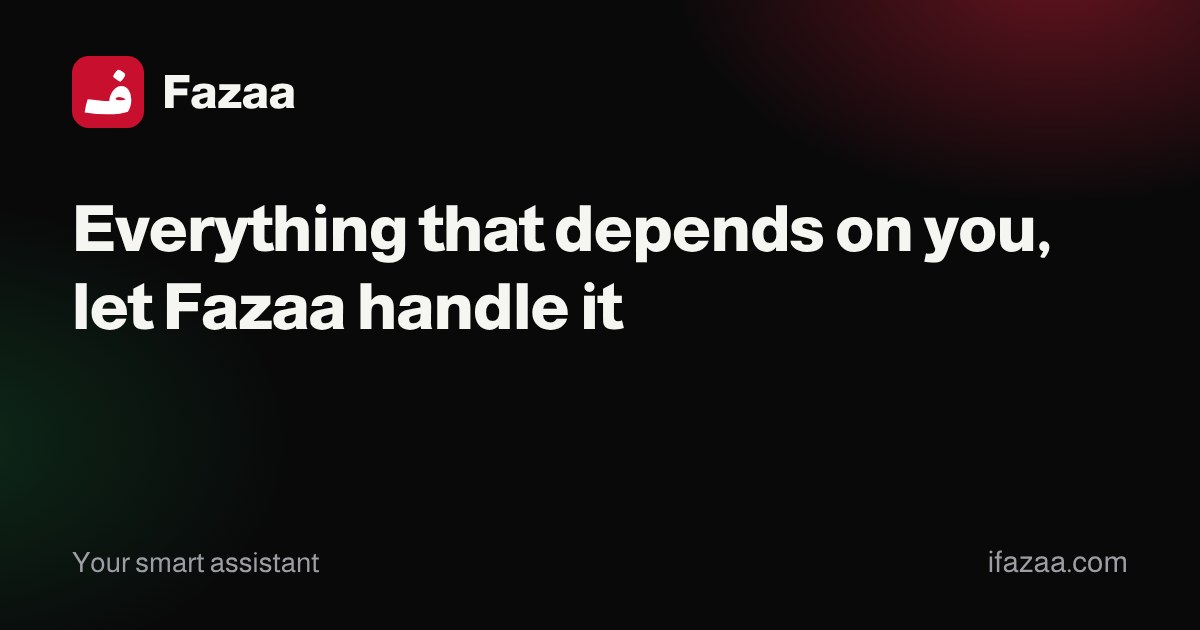 ف
Fazaa
Everything that depends on you,
let Fazaa handle it
Your smart assistant
ifazaa.com